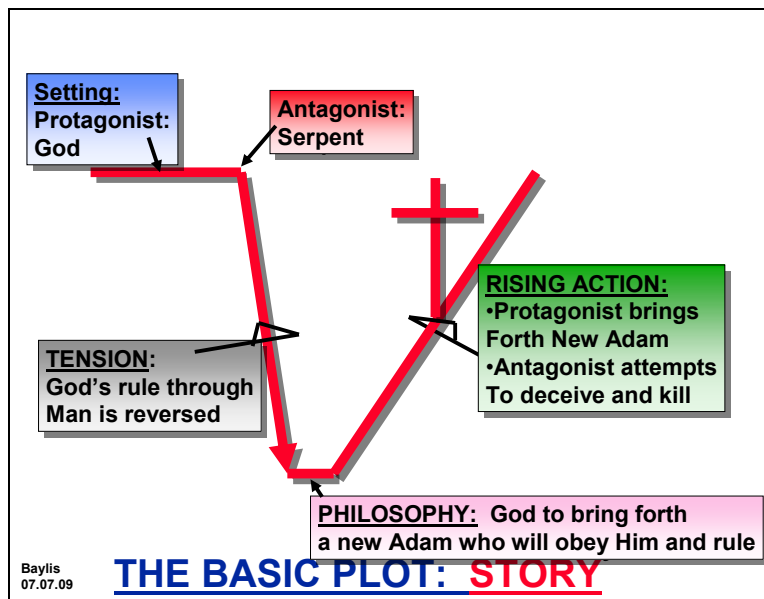 Setting:
Protagonist:
God
Antagonist:
Serpent
TENSION:
God’s rule through
Man is reversed
RISING ACTION:
•Protagonist brings
Forth New Adam
•Antagonist attempts
To deceive and kill
PHILOSOPHY: God to bring forth
a new Adam who will obey Him and rule
Baylis
07.07.09
THE BASIC PLOT: STORY